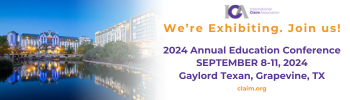 ICA
International
Claim Association
We're Exhibiting. Join us!
2024 Annual Education Conference
SEPTEMBER 8-11, 2024
Gaylord Texan, Grapevine, TX
claim.org